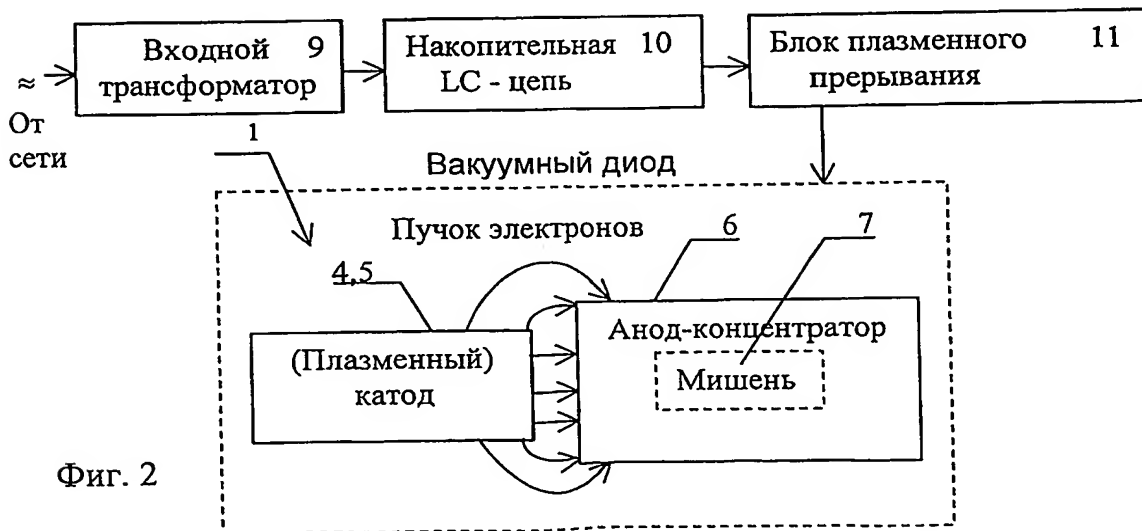 Входной 9
трансформатор
Накопительная 10
LC - цепь
Блок плазменного 11
прерывания
≈
От
сети
1
Вакуумный диод
Пучок электронов
6
7
4,5
Анод-концентратор
(Плазменный)
катод
Мишень
Фиг. 2